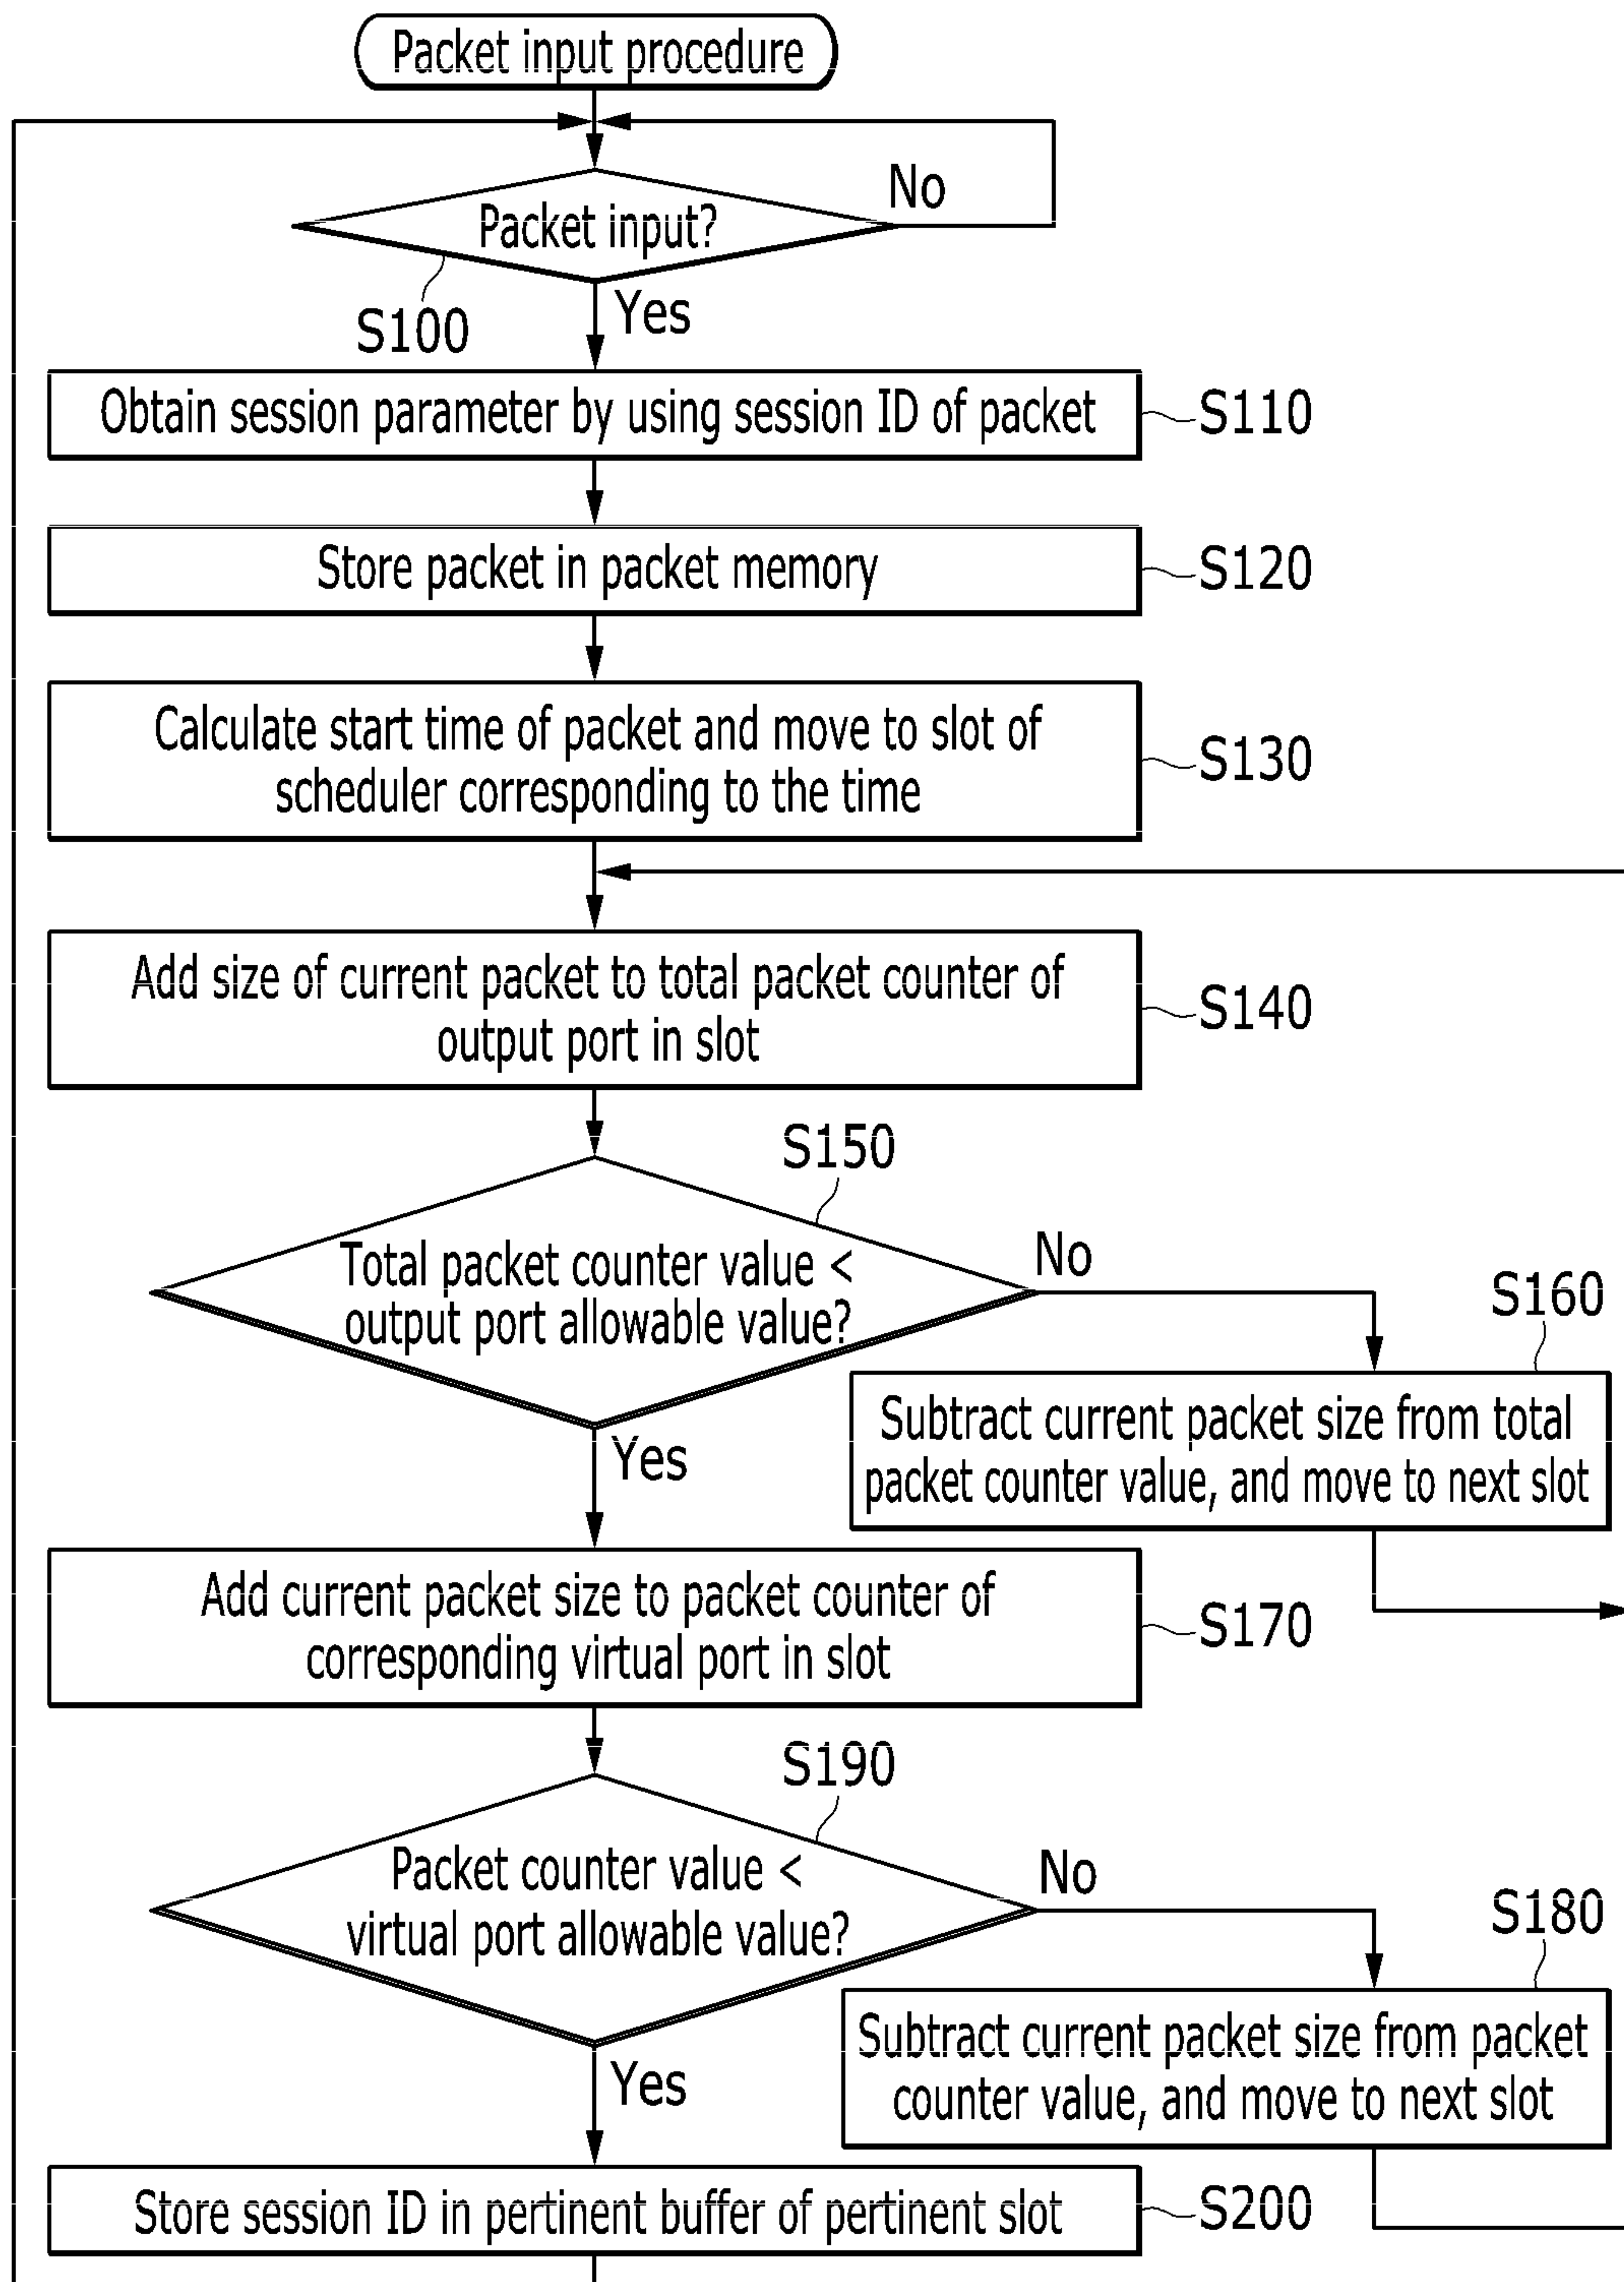 Packet input procedure
No
Packet input?
S100
Yes
Obtain session parameter by using session ID of packet
S110
Store packet in packet memory
S120
Calculate start time of packet and move to slot of
scheduler corresponding to the time
S130
Add size of current packet to total packet counter of
output port in slot
S140
S150
Total packet counter value <
output port allowable value?
No
S160
Yes
Subtract current packet size from total
packet counter value, and move to next slot
Add current packet size to packet counter of
corresponding virtual port in slot
S170
S190
Packet counter value <
virtual port allowable value?
No
S180
Yes
Subtract current packet size from packet
counter value, and move to next slot
Store session ID in pertinent buffer of pertinent slot
S200